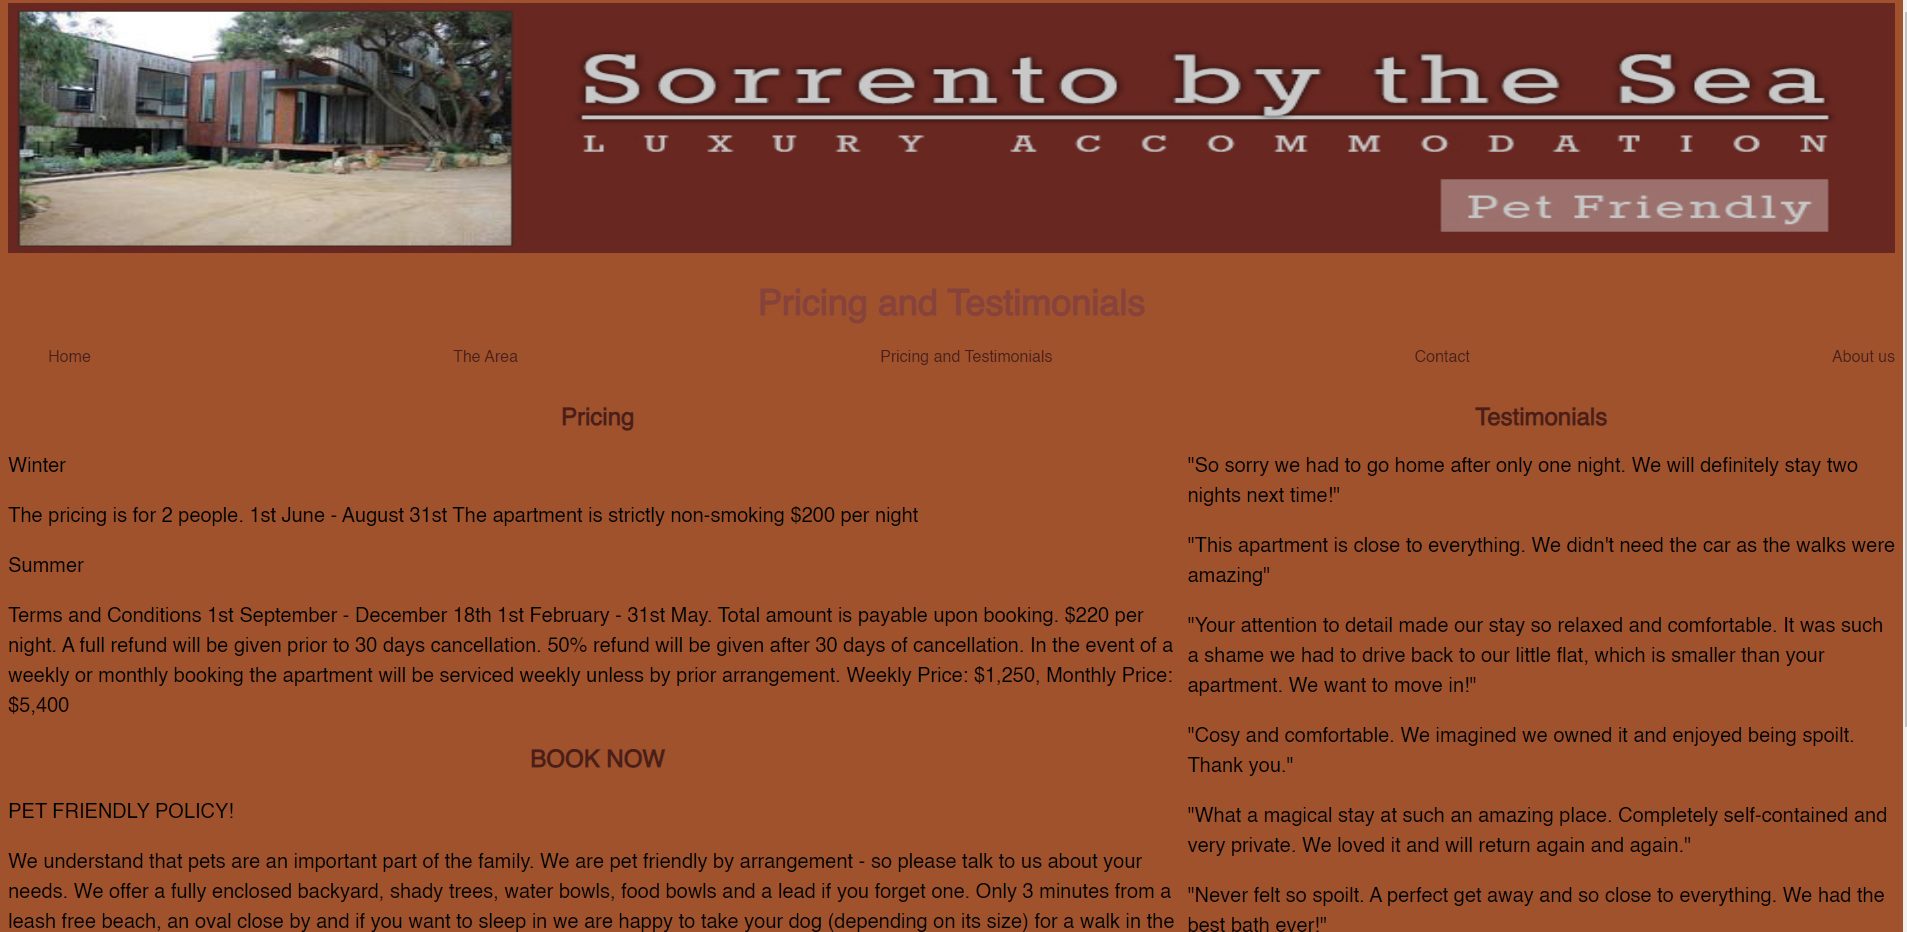 Sorrento by the Sea
LUXURY ACCOMMODATION
Pet Friendly
Pricing and Testimonials
Home
The Area
Pricing and Testimonials
Contact
About us
Pricing
Winter
The pricing is for 2 people. 1st June - August 31st The apartment is strictly non-smoking $200 per night
Summer
Terms and Conditions 1st September - December 18th 1st February - 31st May. Total amount is payable upon booking. $220 per
night. A full refund will be given prior to 30 days cancellation. 50% refund will be given after 30 days of cancellation. In the event of a
weekly or monthly booking the apartment will be serviced weekly unless by prior arrangement. Weekly Price: $1,250, Monthly Price:
$5,400
BOOK NOW
PET FRIENDLY POLICY!
We understand that pets are an important part of the family. We are pet friendly by arrangement - so please talk to us about your
needs. We offer a fully enclosed backyard, shady trees, water bowls, food bowls and a lead if you forget one. Only 3 minutes from a
leash free beach, an oval close by and if you want to sleep in we are happy to take your dog (depending on its size) for a walk in the
Testimonials
"So sorry we had to go home after only one night. We will definitely stay two
nights next time!"
"This apartment is close to everything. We didn't need the car as the walks were
amazing"
"Your attention to detail made our stay so relaxed and comfortable. It was such
a shame we had to drive back to our little flat, which is smaller than your
apartment. We want to move in!"
"Cosy and comfortable. We imagined we owned it and enjoyed being spoilt.
Thank you."
"What a magical stay at such an amazing place. Completely self-contained and
very private. We loved it and will return again and again."
"Never felt so spoilt. A perfect get away and so close to everything. We had the
best bath ever!"